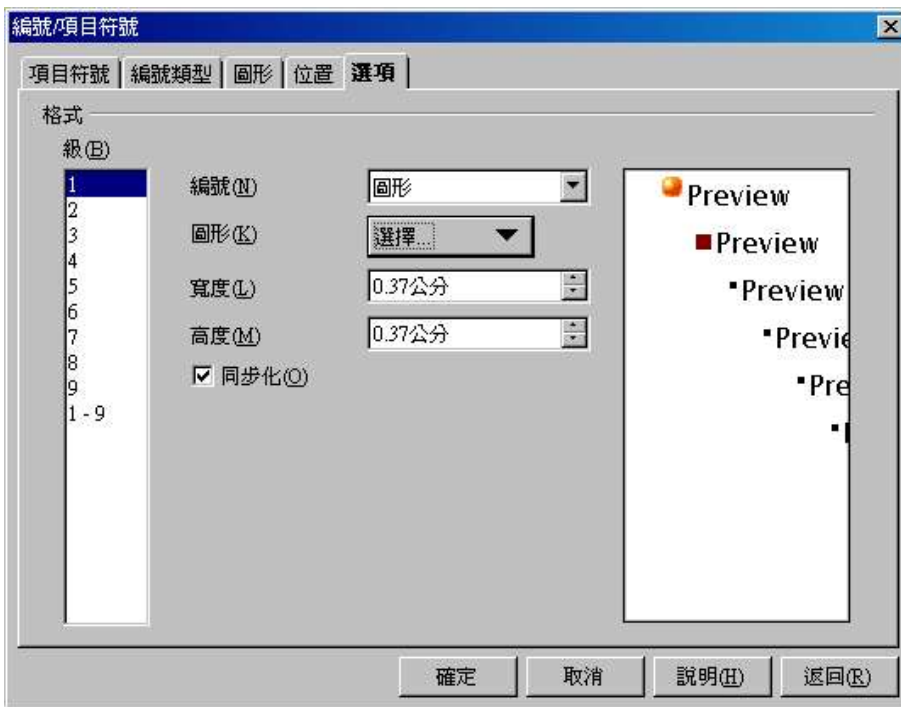 編號/項目符號
項目符號 編號類型 圖形 位置 選項
格式
級(B)
1
2
3
4
5
6
7
8
9
1 - 9
編號(N) 圖形
圖形(K) 選擇...
寬度(L) 0.37公分
高度(M) 0.37公分
同步化(O)
Preview
Preview
Preview
Previe
Pre
確定 取消 說明(H) 返回(R)